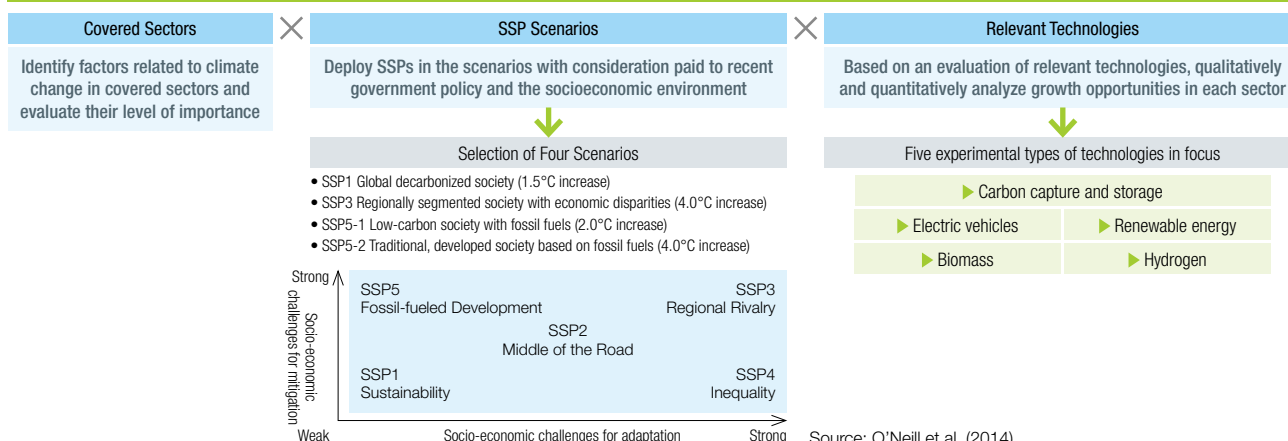 Covered Sectors
Identify factors related to climate
change in covered sectors and
evaluate their level of importance
SSP Scenarios
Deploy SSPs in the scenarios with consideration paid to recent
government policy and the socioeconomic environment
Selection of Four Scenarios
• SSP1 Global decarbonized society (1.5°C increase)
• SSP3 Regionally segmented society with economic disparities (4.0°C increase)
• SSP5-1 Low-carbon society with fossil fuels (2.0°C increase)
• SSP5-2 Traditional, developed society based on fossil fuels (4.0°C increase)
Strong
Socio-economic
challenges for mitigation
SSP5
Fossil-fueled Development
SSP3
Regional Rivalry
SSP2
Middle of the Road
SSP1
Sustainability
SSP4
Inequality
Weak
Socio-economic challenges for adaptation
Strong
Relevant Technologies
Based on an evaluation of relevant technologies, qualitatively
and quantitatively analyze growth opportunities in each sector
Five experimental types of technologies in focus
Carbon capture and storage
Electric vehicles
Renewable energy
Biomass
Hydrogen
Source: O'Neill et al. (2014)